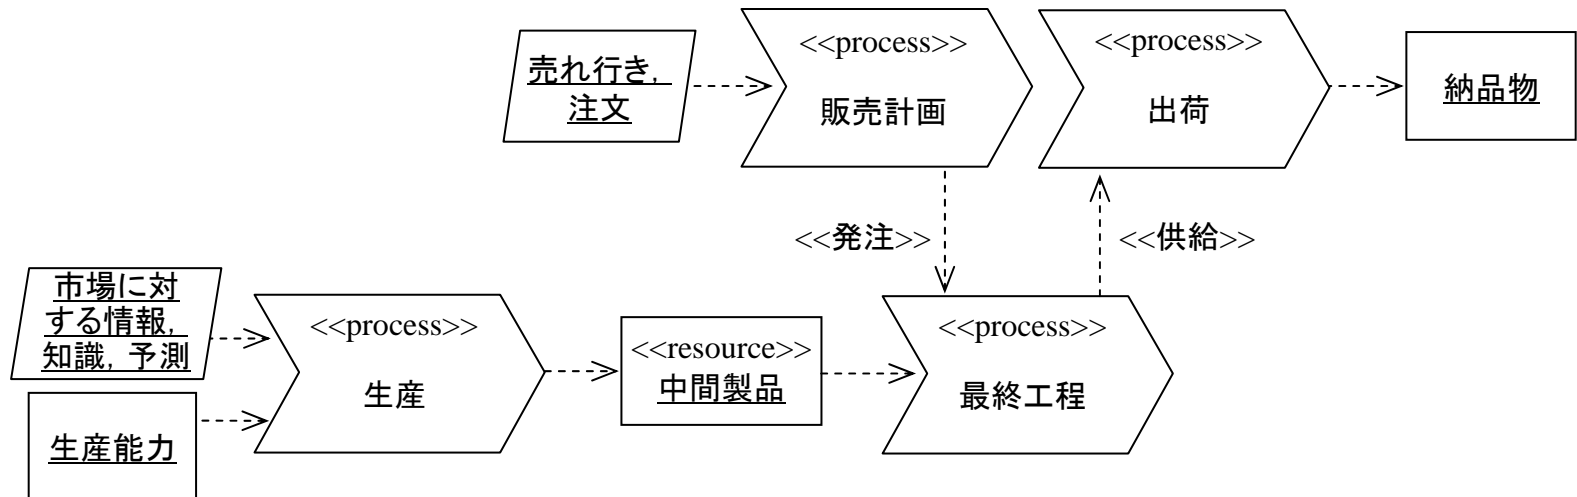 売れ行き,
注文
<<process>>
販売計画
<<process>>
出荷
納品物
<<発注>>
<<供給>>
市場に対
する情報,
知識, 予測
生産能力
<<process>>
生産
<<resource>>
中間製品
<<process>>
最終工程